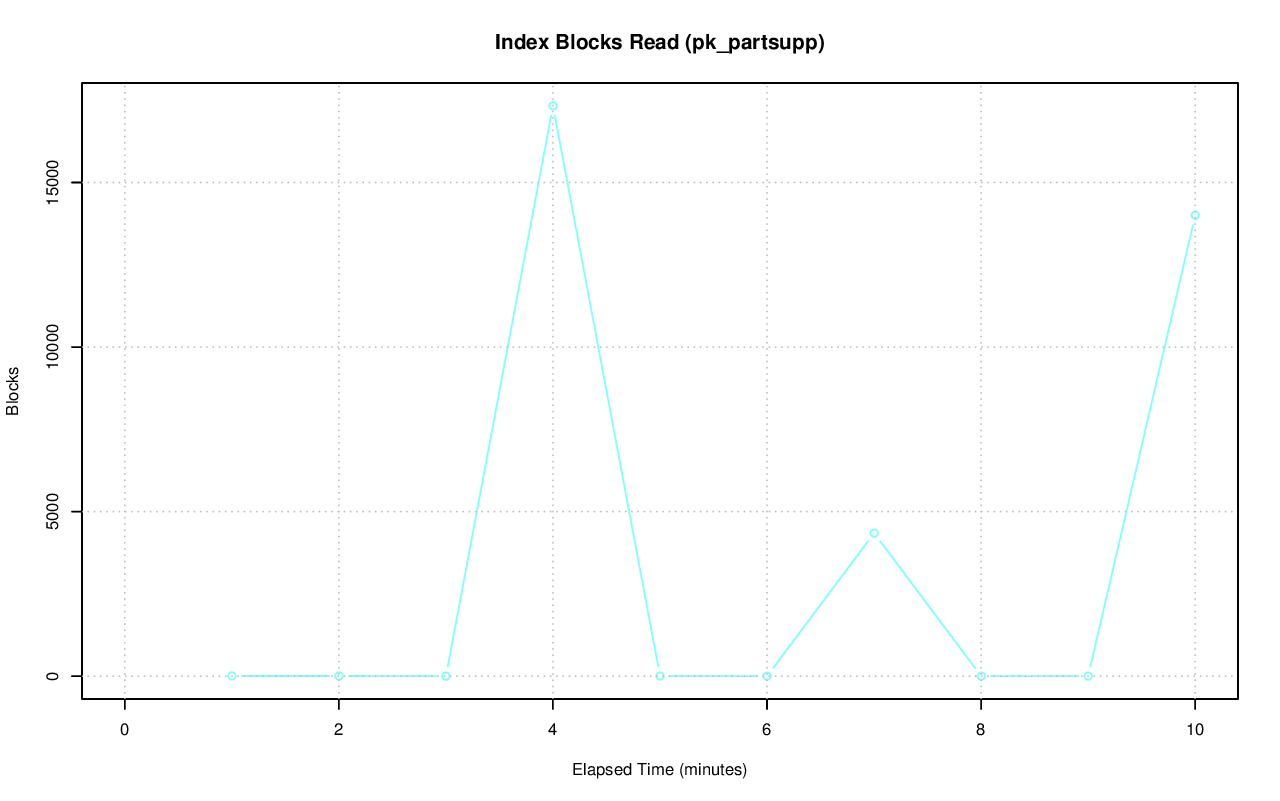 Index Blocks Read (pk_partsupp)
Blocks
15000
10000
5000
0
0 2 4 6 8 10
Elapsed Time (minutes)